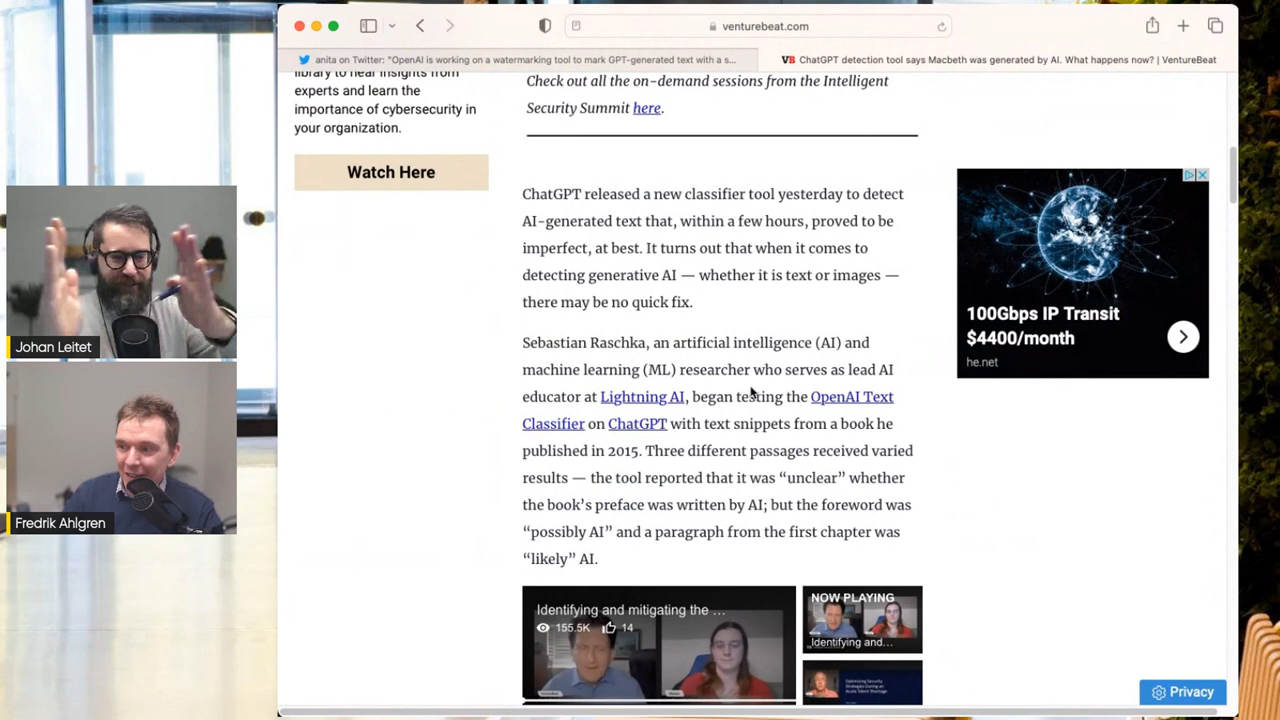 venturebeat.com
anita on Twitter: "OpenAI is working on a watermarking tool to mark GPT-generated text with a s...
VB ChatGPT detection tool says Macbeth was generated by AI. What happens now? | VentureBeat
library to hear insights from
experts and learn the
importance of cybersecurity in
your organization.
Watch Here
Check out all the on-demand sessions from the Intelligent
Security Summit here.
ChatGPT released a new classifier tool yesterday to detect
AI-generated text that, within a few hours, proved to be
imperfect, at best. It turns out that when it comes to
detecting generative AI — whether it is text or images —
there may be no quick fix.
Sebastian Raschka, an artificial intelligence (AI) and
machine learning (ML) researcher who serves as lead AI
educator at Lightning AI, began testing the OpenAI Text
Classifier on ChatGPT with text snippets from a book he
published in 2015. Three different passages received varied
results — the tool reported that it was “unclear” whether
the book’s preface was written by AI; but the foreword was
“possibly AI” and a paragraph from the first chapter was
“likely” AI.
Identifying and mitigating the ...
155.5K 14
NOW PLAYING
Identifying and...
100Gbps IP Transit
$4400/month
he.net
Privacy
Johan Leitet
Fredrik Ahlgren